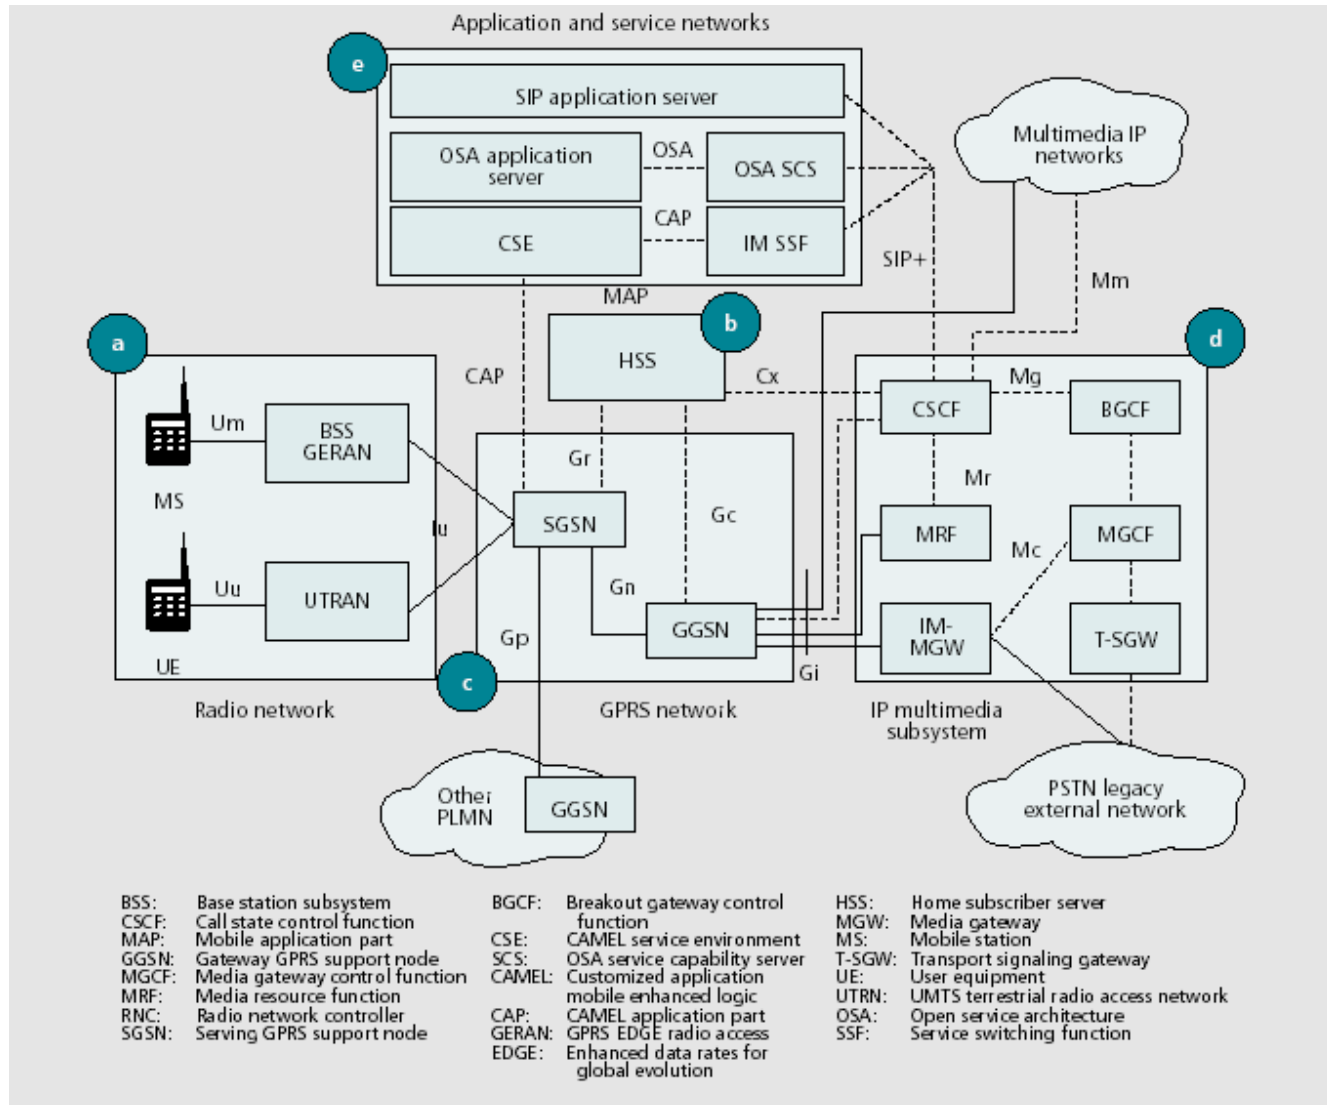 Application and service networks
e
SIP application server
OSA application
server
OSA
OSA SCS
CSE
CAP
IM SSF
Multimedia IP
networks
SIP+
Mm
MAP
a
b
d
HSS
CAP
Cx
Mg
CSCF
BGCF
Um
BSS
GERAN
MS
Gr
Gc
Mr
Iu
SGSN
MRF
Mc
MGCF
Uu
UTRAN
Gn
GGSN
IM-
MGW
T-SGW
UE
Gp
c
Gi
Radio network
GPRS network
IP multimedia
subsystem
Other
PLMN
GGSN
PSTN legacy
external network
BSS: Base station subsystem
CSCF: Call state control function
MAP: Mobile application part
GGSN: Gateway GPRS support node
MGCF: Media gateway control function
MRF: Media resource function
RNC: Radio network controller
SGSN: Serving GPRS support node
BGCF: Breakout gateway control
function
CSE: CAMEL service environment
SCS: OSA service capability server
CAMEL: Customized application
mobile enhanced logic
CAP: CAMEL application part
GERAN: GPRS EDGE radio access
EDGE: Enhanced data rates for
global evolution
HSS: Home subscriber server
MGW: Media gateway
MS: Mobile station
T-SGW: Transport signaling gateway
UE: User equipment
UTRN: UMTS terrestrial radio access network
OSA: Open service architecture
SSF: Service switching function